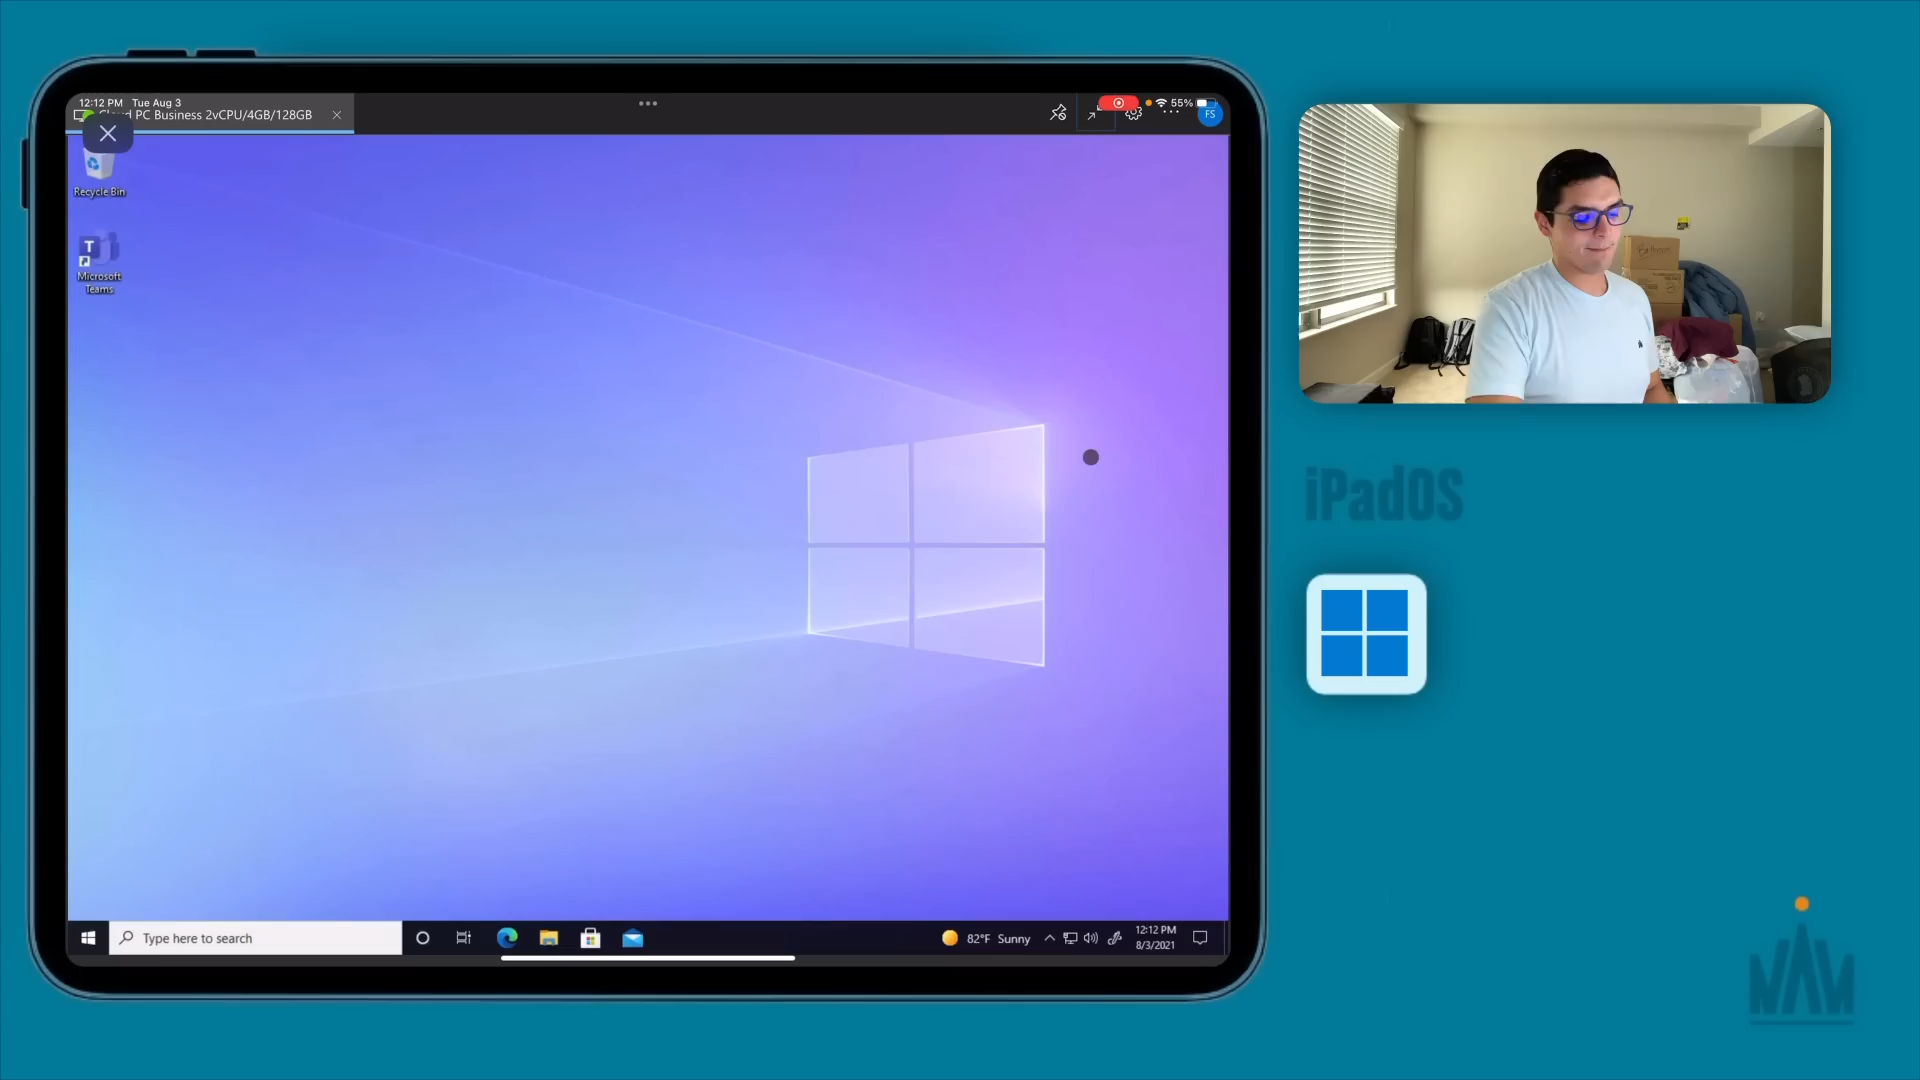 12:12 PM Tue Aug 3
55%
Cloud PC Business 2vCPU/4GB/128GB
FS
Recycle Bin
T
Microsoft
Teams
iPadOS
Type here to search
82°F Sunny
12:12 PM
8/3/2021